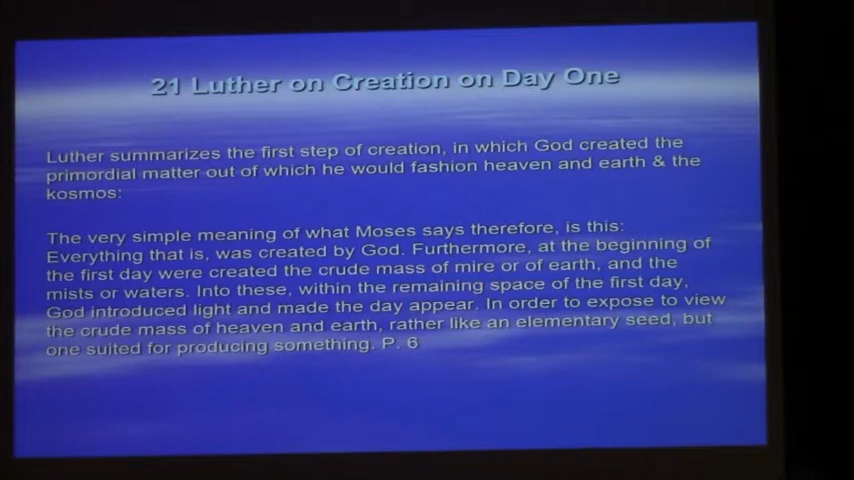 21 Luther on Creation on Day One
Luther summarizes the first step of creation, in which God created the
primordial matter out of which he would fashion heaven and earth & the
kosmos:
The very simple meaning of what Moses says therefore, is this:
Everything that is, was created by God. Furthermore, at the beginning of
the first day were created the crude mass of mire or of earth, and the
mists or waters. Into these, within the remaining space of the first day,
God introduced light and made the day appear. In order to expose to view
the crude mass of heaven and earth, rather like an elementary seed, but
one suited for producing something. P. 6